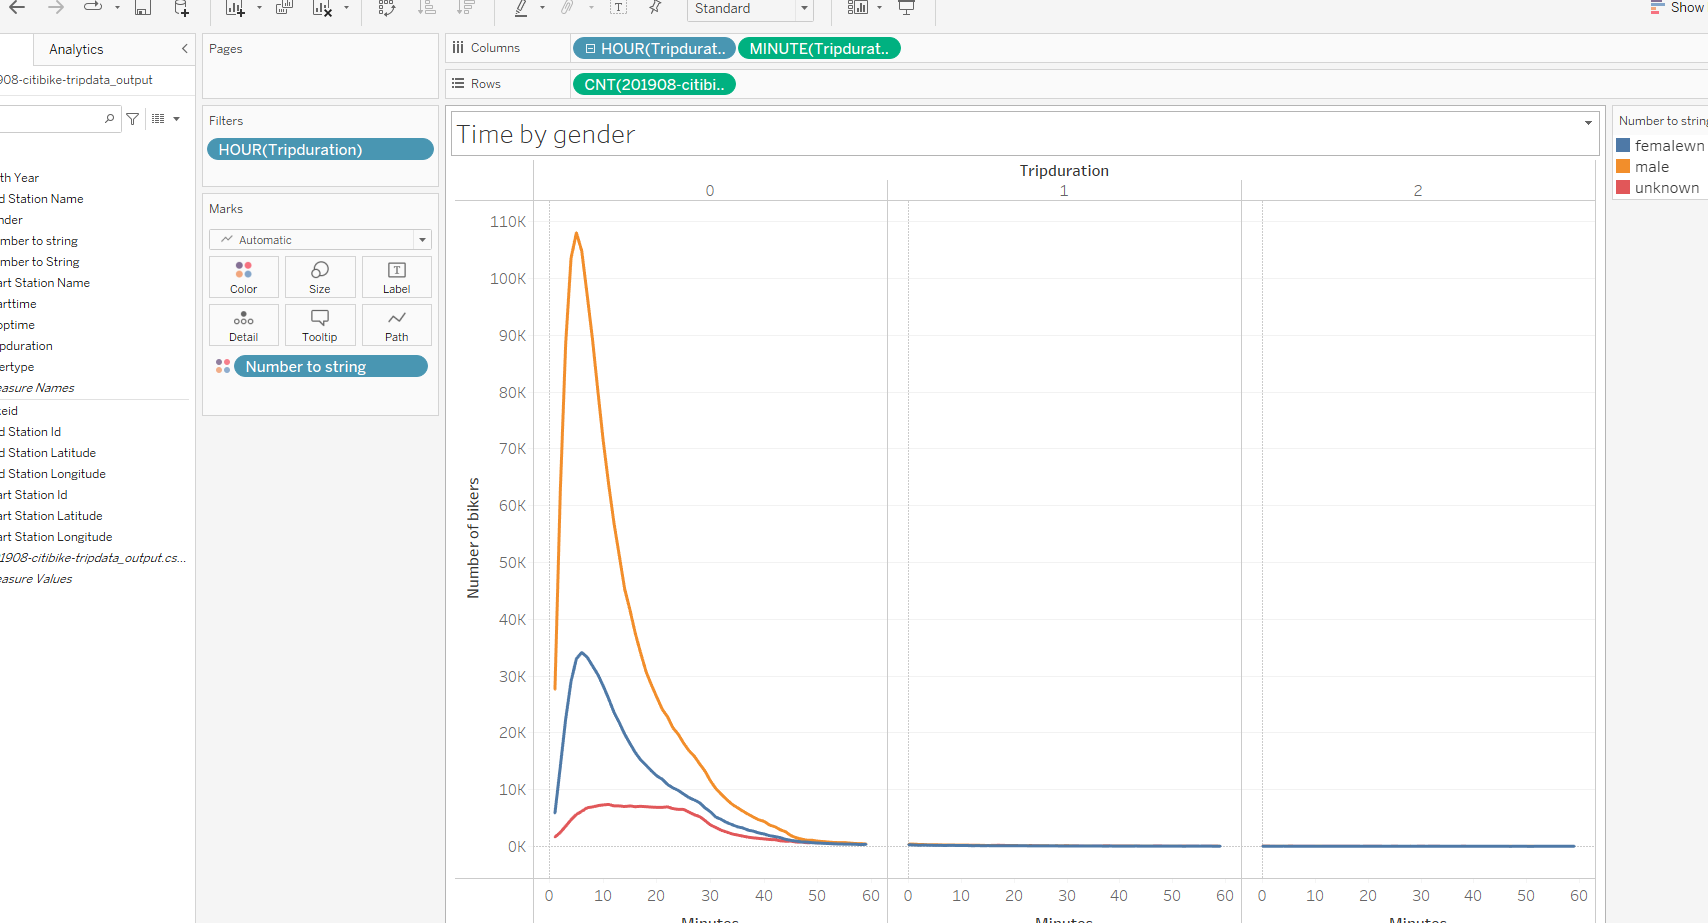 Standard
Show
Analytics
908-citibike-tripdata_output
th Year
d Station Name
nder
mber to string
mber to String
art Station Name
arttime
optime
pduration
ertype
easure Names
eid
d Station Id
d Station Latitude
d Station Longitude
art Station Id
art Station Latitude
art Station Longitude
01908-citibike-tripdata_output.cs...
easure Values
Pages
Filters
HOUR(Tripduration)
Marks
Automatic
Color
Size
T
Label
Detail
Tooltip
Path
Number to string
Columns
HOUR(Tripdurat..
MINUTE(Tripdurat..
Rows
CNT(201908-citibi..
Time by gender
Tripduration
0
1
2
110K
100K
90K
80K
70K
60K
50K
40K
30K
20K
10K
0K
Number of bikers
0 10 20 30 40 50 60
0 10 20 30 40 50 60
0 10 20 30 40 50 60
Minutes
Minutes
Minutes
Number to string
femalewn
male
unknown